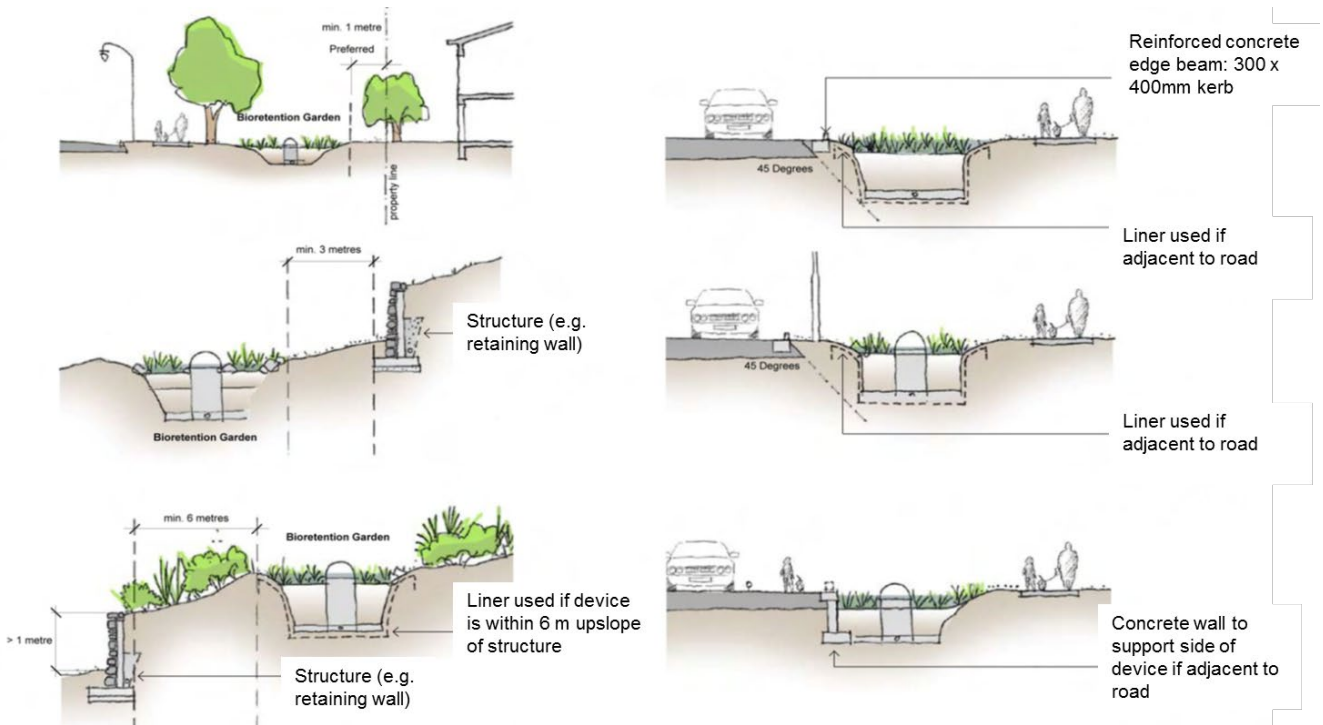 min. 1 metre
Preferred
Bioretention Garden
property line
min. 3 metres
Structure (e.g.
retaining wall)
Bioretention Garden
min. 6 metres
Bioretention Garden
> 1 metre
Liner used if device
is within 6 m upslope
of structure
Structure (e.g.
retaining wall)
Reinforced concrete
edge beam: 300 x
400mm kerb
45 Degrees
Liner used if
adjacent to road
45 Degrees
Liner used if
adjacent to road
Concrete wall to
support side of
device if adjacent to
road